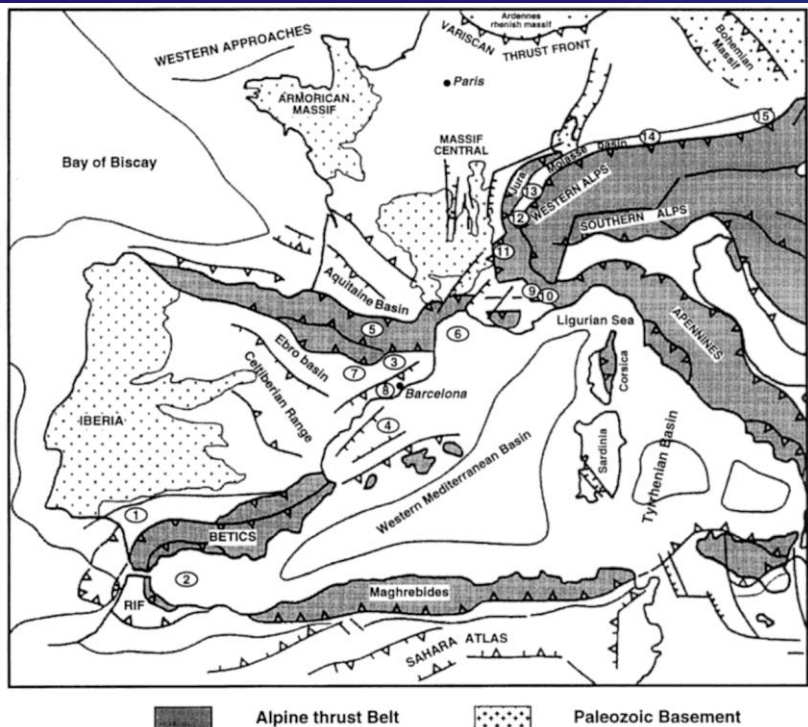 Ardennes
rhenish massif
WESTERN APPROACHES
VARISCAN
THRUST FRONT
Bohemian
Massif
Paris
ARMORICAN
MASSIF
15
14
MASSIF
CENTRAL
Molasse basin
Bay of Biscay
Jura
13
WESTERN ALPS
12
SOUTHERN ALPS
11
Aquitaine Basin
9
10
5
6
Ligurian Sea
APENNINES
Ebro basin
7
3
Corsica
8
Barcelona
Celtiberian Range
IBERIA
4
Sardinia
Tyrrhenian Basin
Western Mediterranean Basin
1
BETICS
2
RIF
Maghrebides
SAHARA ATLAS
Alpine thrust Belt
Paleozoic Basement